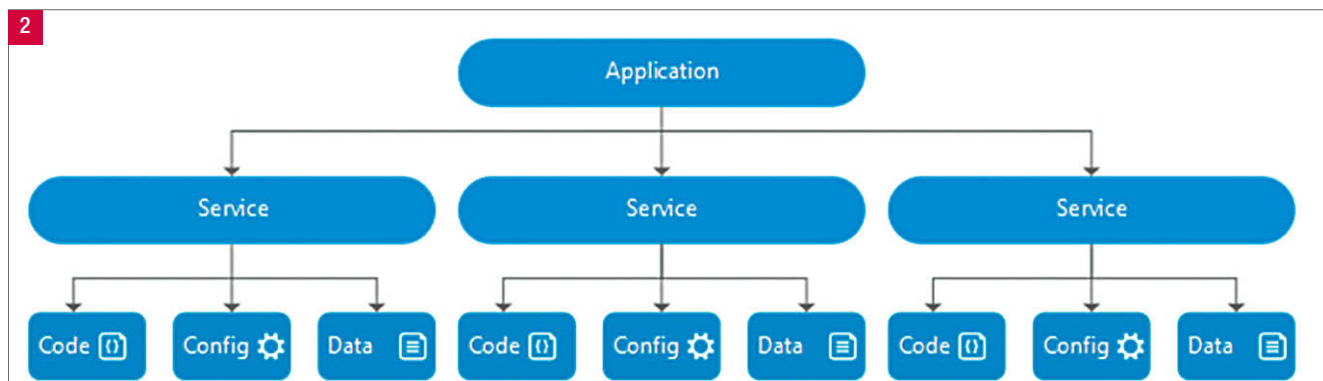 2
Application
Service Service Service
Code Config Data Code Config Data Code Config Data